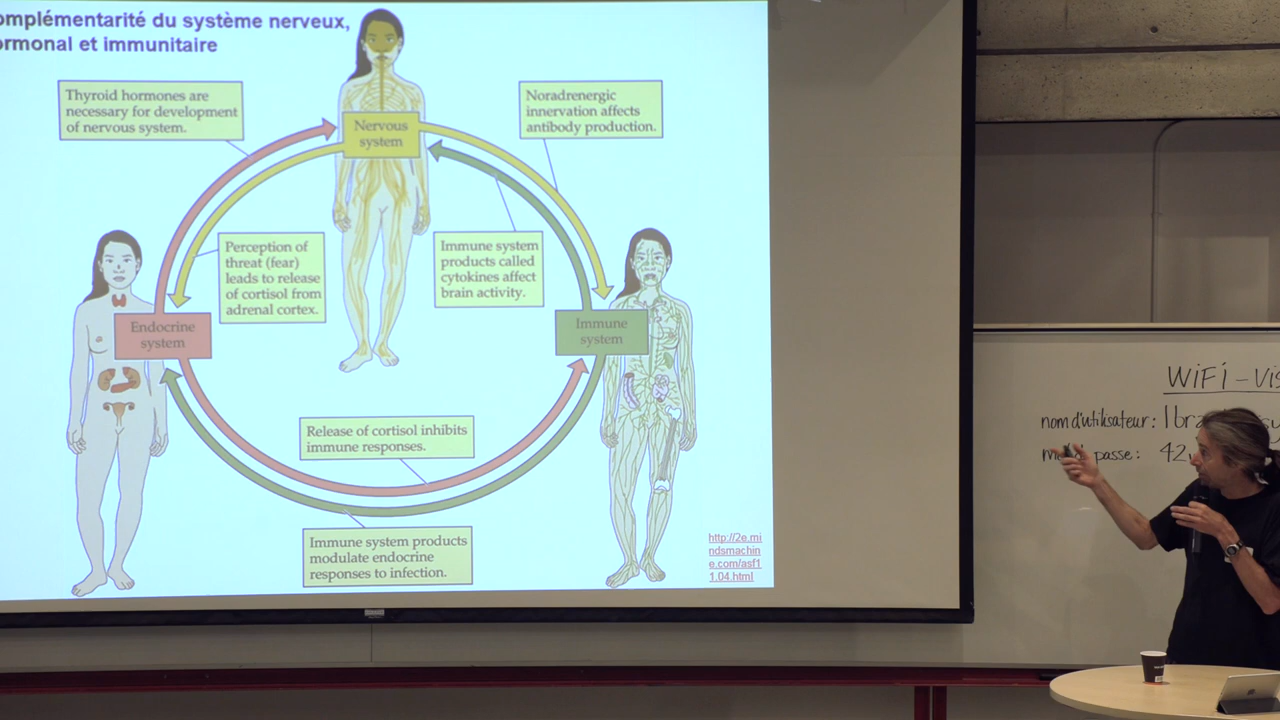 omplémentarité du système nerveux,
ormonal et immunitaire
Thyroid hormones are
necessary for development
of nervous system.
Nervous
system
Noradrenergic
innervation affects
antibody production.
Perception of
threat (fear)
leads to release
of cortisol from
adrenal cortex.
Immune system
products called
cytokines affect
brain activity.
Endocrine
system
Immune
system
Release of cortisol inhibits
immune responses.
Immune system products
modulate endocrine
responses to infection.
http://2e.mi
ndsmachin
e.com/asf1
1.04.html
WiFi - Vis
nom d'utilisateur : Ibra
passe : 42